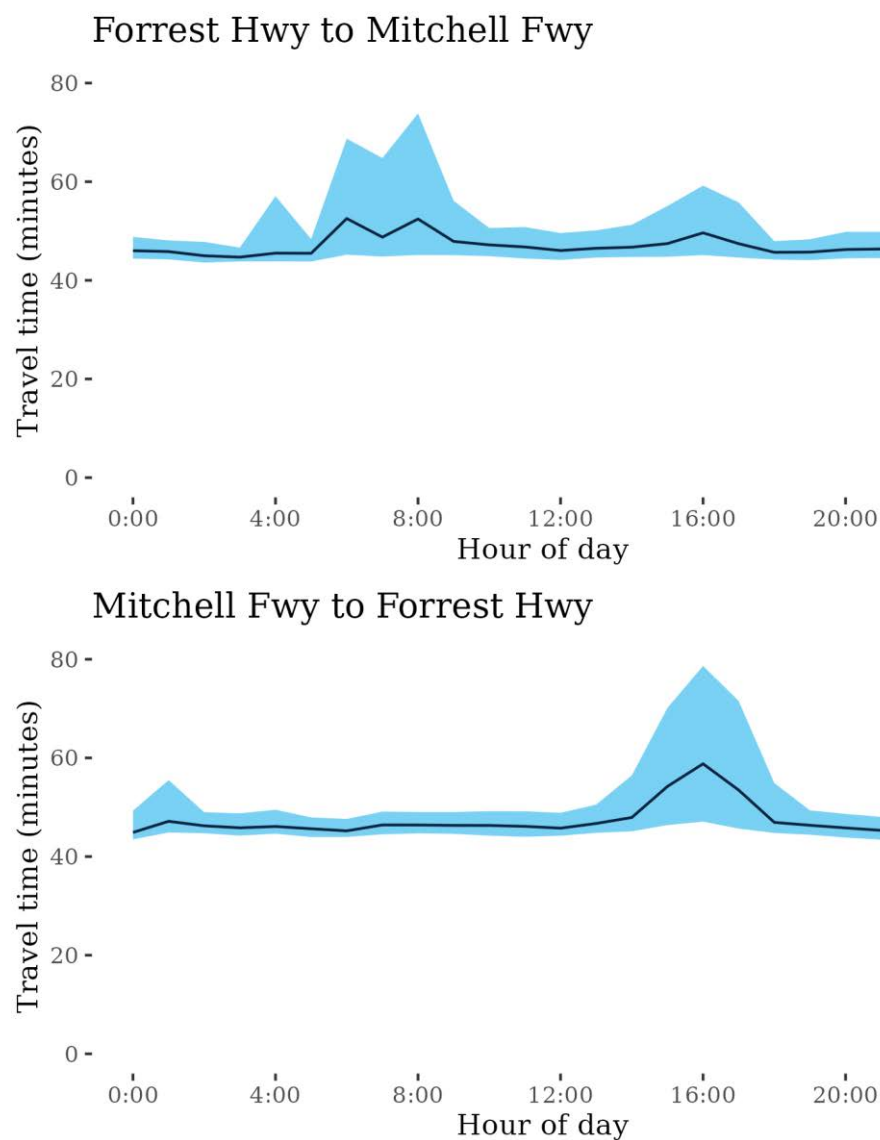 Forrest Hwy to Mitchell Fwy
80
60
40
20
0
Travel time (minutes)
0:00 4:00 8:00 12:00 16:00 20:00
Hour of day
Mitchell Fwy to Forrest Hwy
80
60
40
20
0
Travel time (minutes)
0:00 4:00 8:00 12:00 16:00 20:00
Hour of day